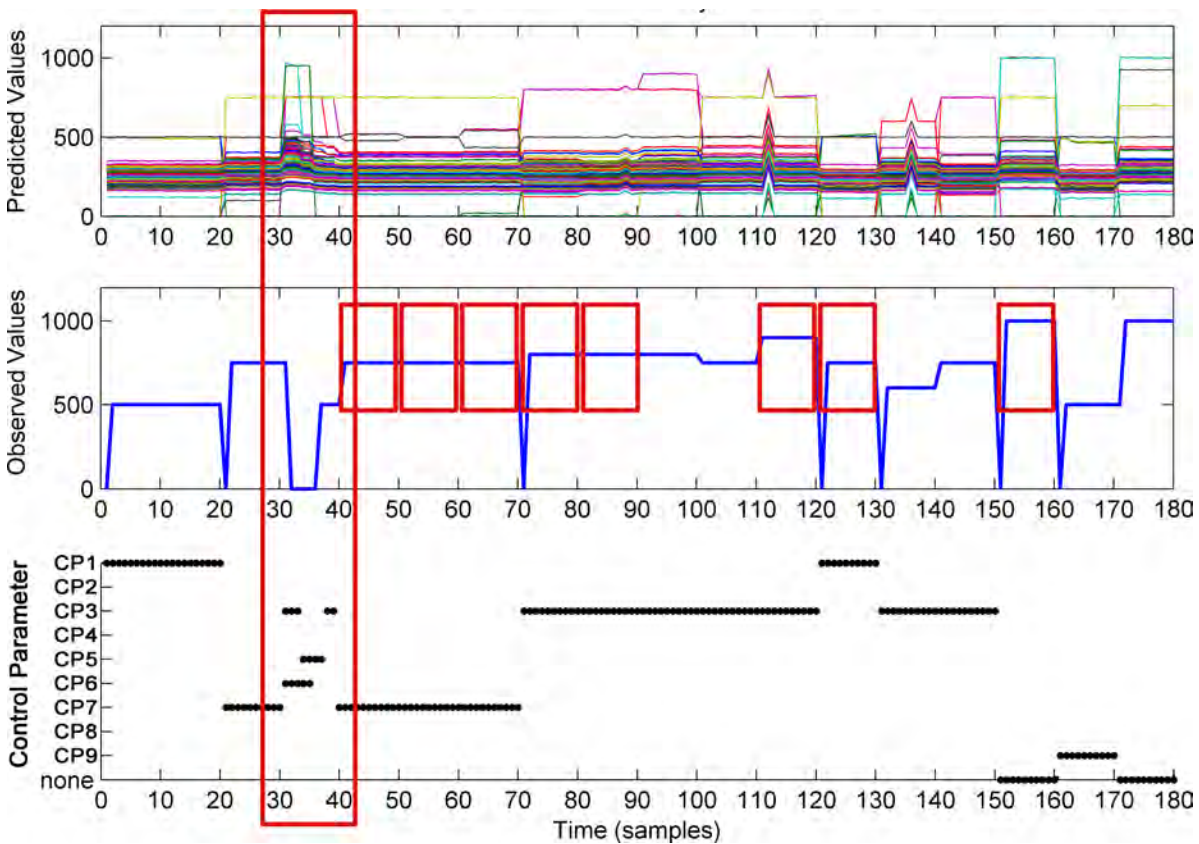 Predicted Values
1000
500
0
0 10 20 30 40 50 60 70 80 90 100 110 120 130 140 150 160 170 180
Observed Values
1000
500
0
0 10 20 30 40 50 60 70 80 90 100 110 120 130 140 150 160 170 180
Control Parameter
CP1
CP2
CP3
CP4
CP5
CP6
CP7
CP8
CP9
none
0 10 20 30 40 50 60 70 80 90 100 110 120 130 140 150 160 170 180
Time (samples)